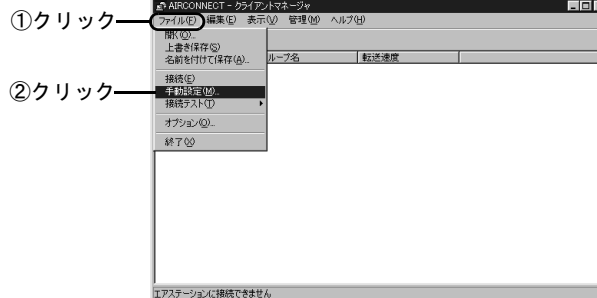 AIRCONNECT - クライアントマネージャ
①クリック
ファイル(F) 編集(E) 表示(V) 管理(M) ヘルプ(H)
開く(O)...
上書き保存(S)
名前を付けて保存(A)...
ループ名 転送速度
接続(E)
②クリック
手動設定(M)...
接続テスト(T)
オプション(O)...
終了(X)
エアステーションに接続できません